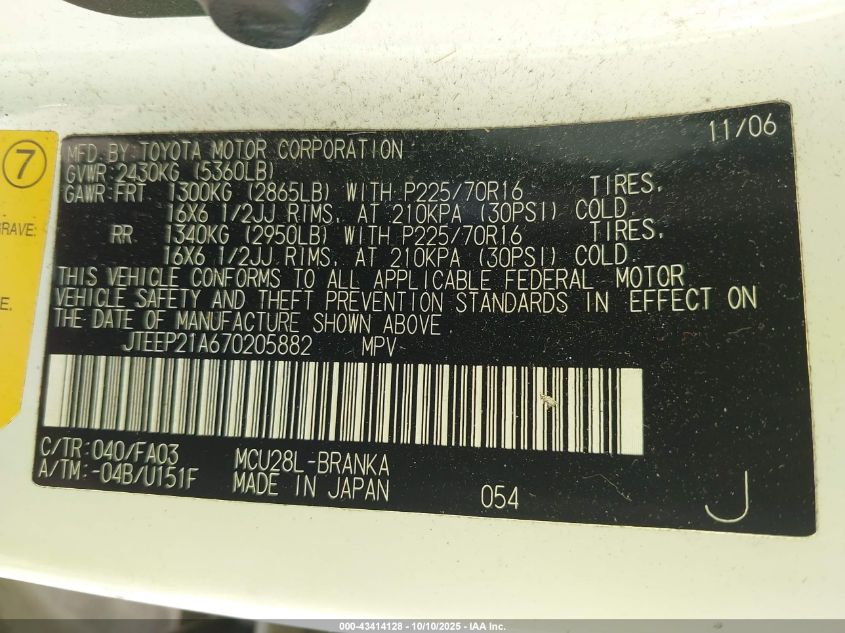 11/06
7
MFD. BY: TOYOTA MOTOR CORPORATION
GVWR: 2430KG (5360LB)
GAWR: FRT 1300KG (2865LB) WITH P225/70R16 TIRES,
16X6 1/2JJ RIMS, AT 210KPA (30PSI) COLD.
RR 1340KG (2950LB) WITH P225/70R16 TIRES,
16X6 1/2JJ RIMS, AT 210KPA (30PSI) COLD.
THIS VEHICLE CONFORMS TO ALL APPLICABLE FEDERAL MOTOR
VEHICLE SAFETY AND THEFT PREVENTION STANDARDS IN EFFECT ON
THE DATE OF MANUFACTURE SHOWN ABOVE.
JTEEP21A670205882 MPV
C/TR: 040/FA03 MCU28L-BRANKA
A/TM: -04B/U151F MADE IN JAPAN 054 J
000-43414128 - 10/10/2025 - IAA Inc.